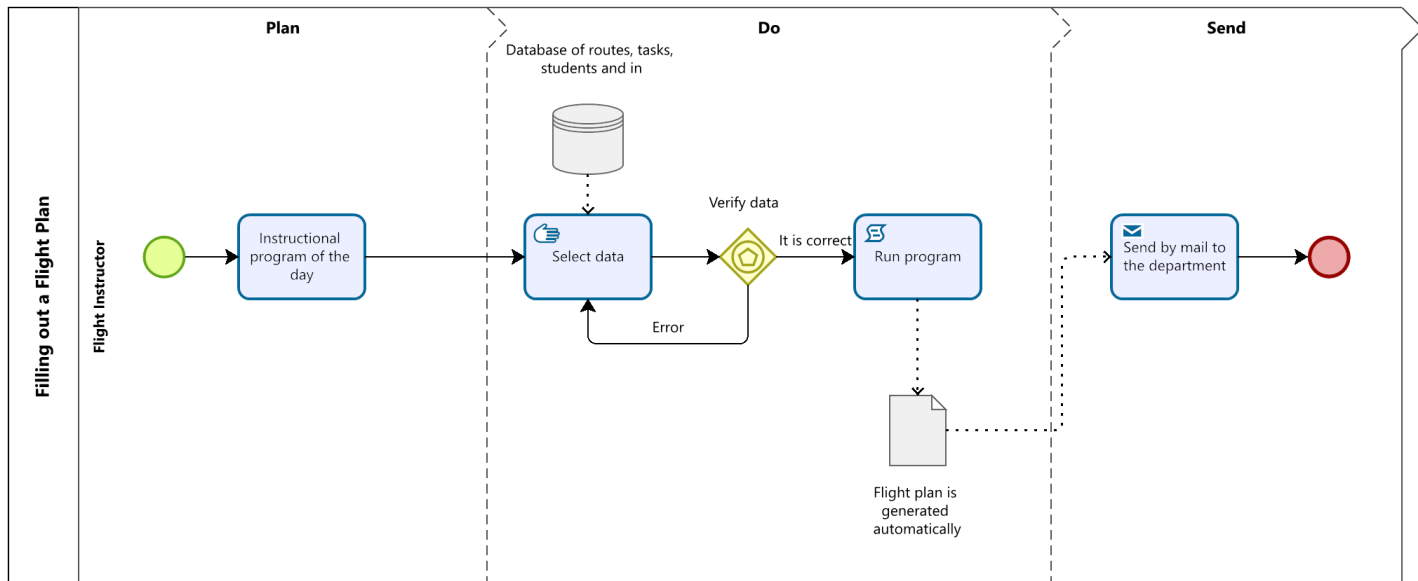 Plan
Do
Send
Filling out a Flight Plan
Flight Instructor
Database of routes, tasks,
students and in
Instructional
program of the
day
Select data
Verify data
It is correct
Error
Run program
Flight plan is
generated
automatically
Send by mail to
the department